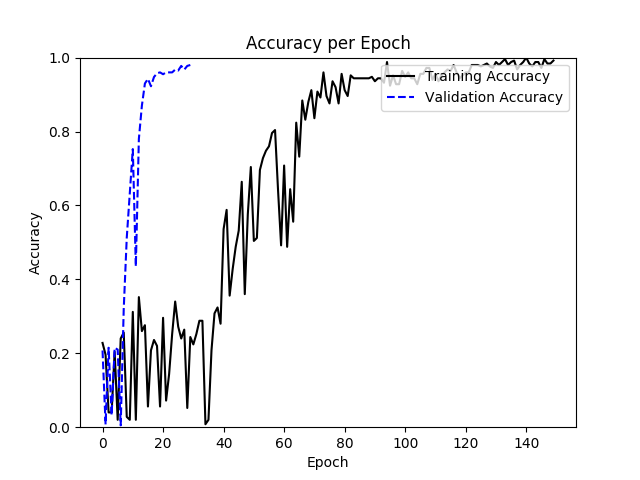 Accuracy per Epoch
1.0
0.8
0.6
0.4
0.2
0.0
Accuracy
Training Accuracy
Validation Accuracy
0 20 40 60 80 100 120 140
Epoch